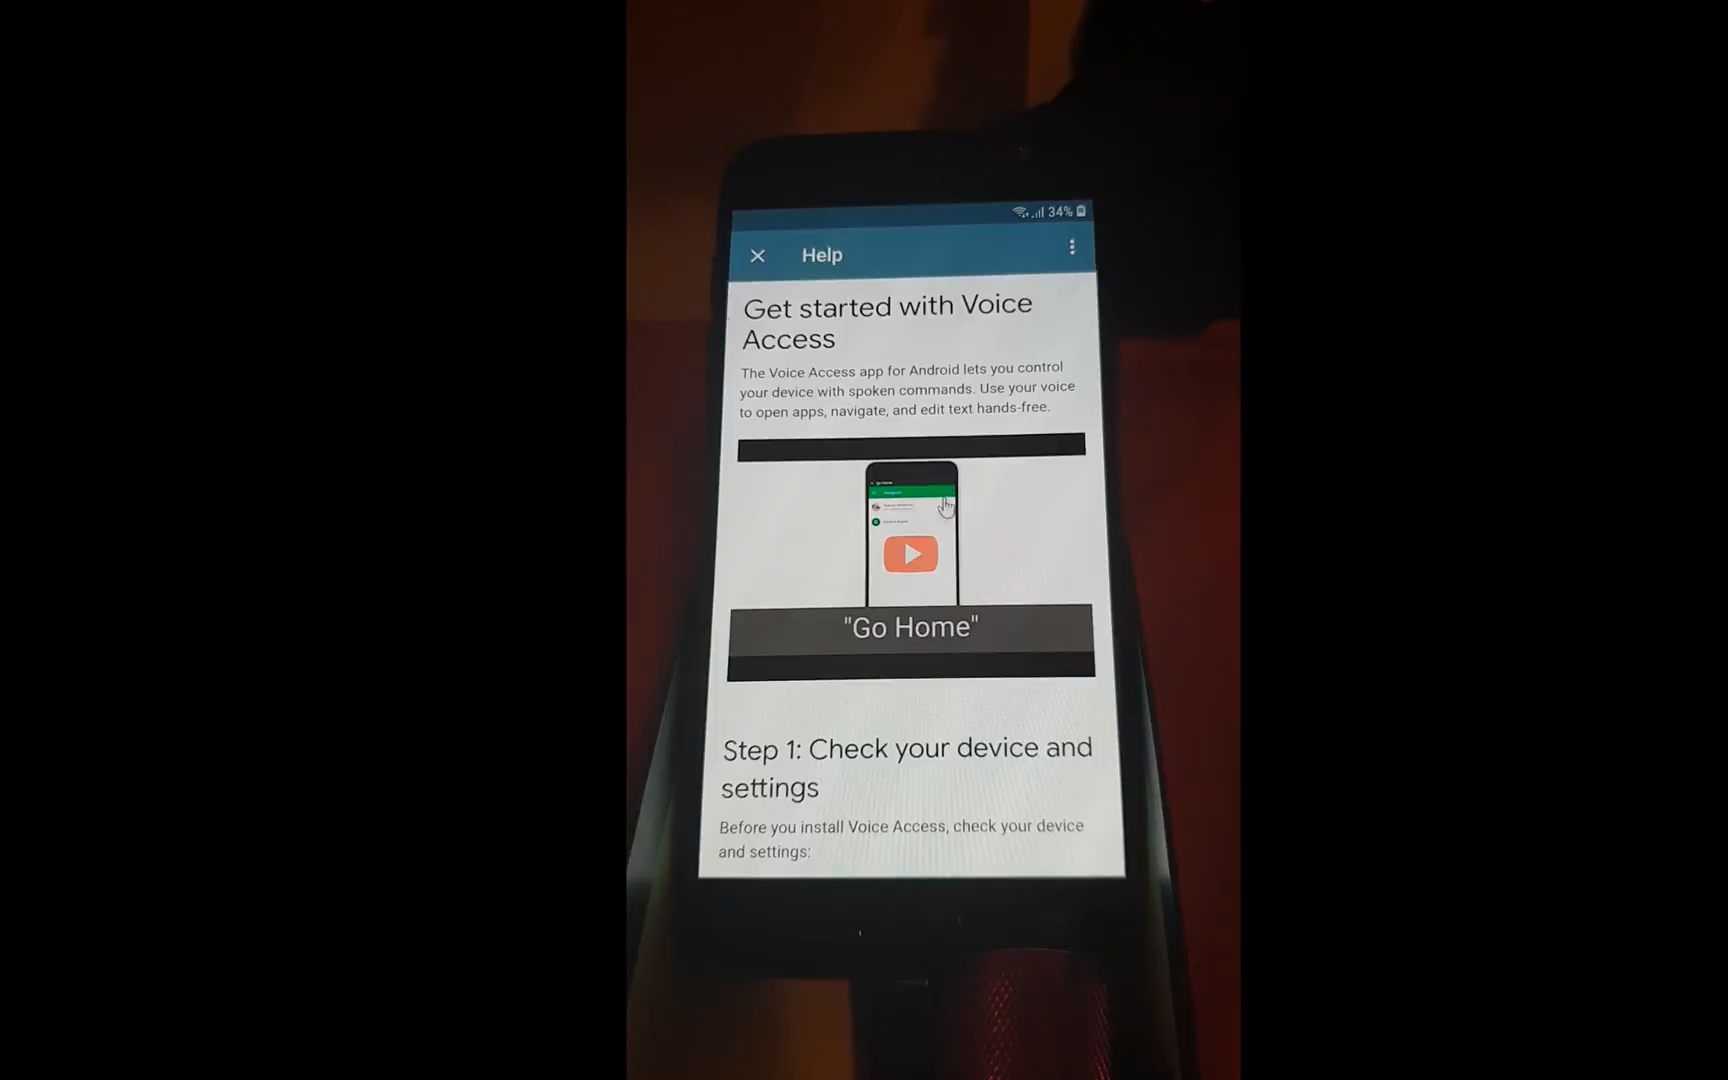 34%
Help
Get started with Voice
Access
The Voice Access app for Android lets you control
your device with spoken commands. Use your voice
to open apps, navigate, and edit text hands-free.
"Go Home"
Step 1: Check your device and
settings
Before you install Voice Access, check your device
and settings: